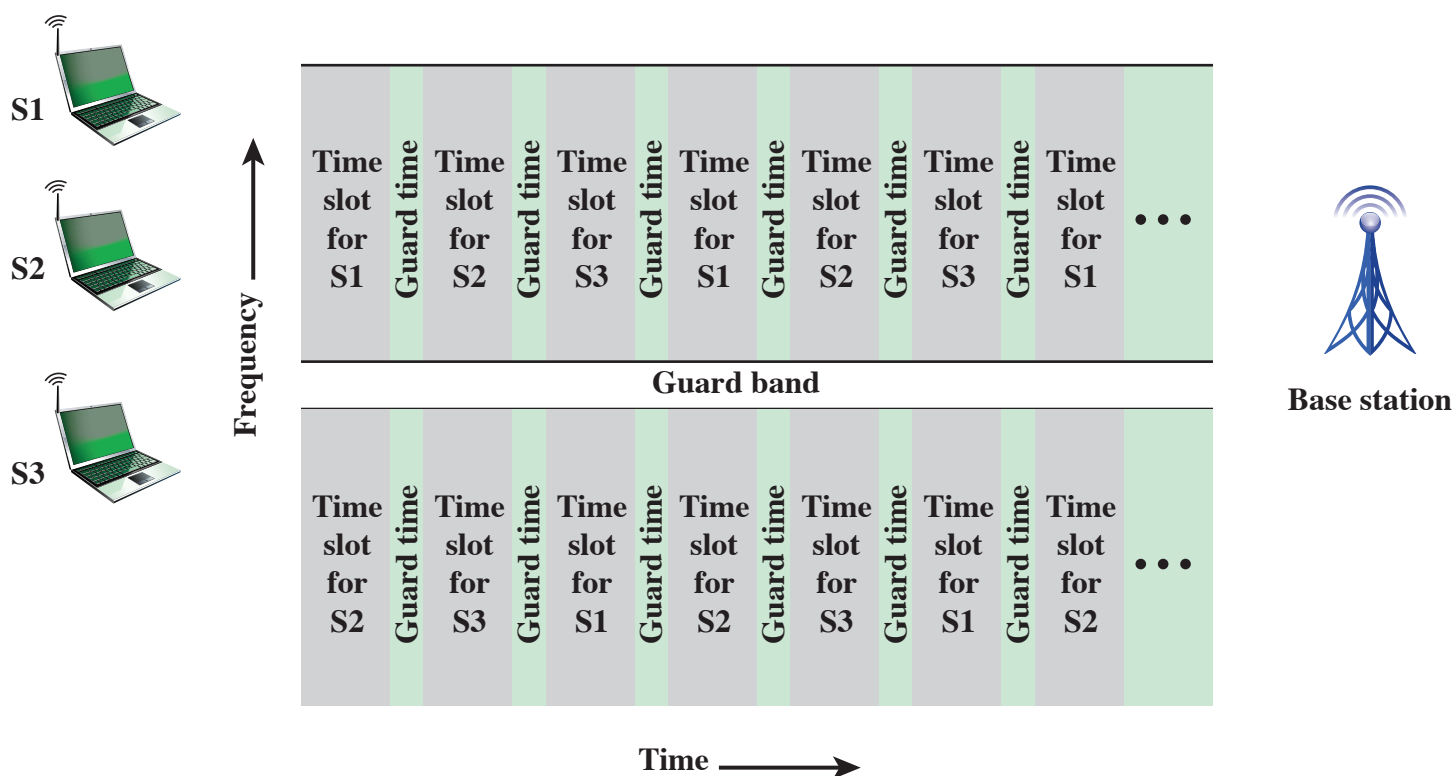 S1
S2
S3
Frequency
Time
slot
for
S1
Guard time
Time
slot
for
S2
Guard time
Time
slot
for
S3
Guard time
Time
slot
for
S1
Guard time
Time
slot
for
S2
Guard time
Time
slot
for
S3
Guard time
Time
slot
for
S1
• • •
Guard band
Time
slot
for
S2
Guard time
Time
slot
for
S3
Guard time
Time
slot
for
S1
Guard time
Time
slot
for
S2
Guard time
Time
slot
for
S3
Guard time
Time
slot
for
S1
Guard time
Time
slot
for
S2
• • •
Time
Base station